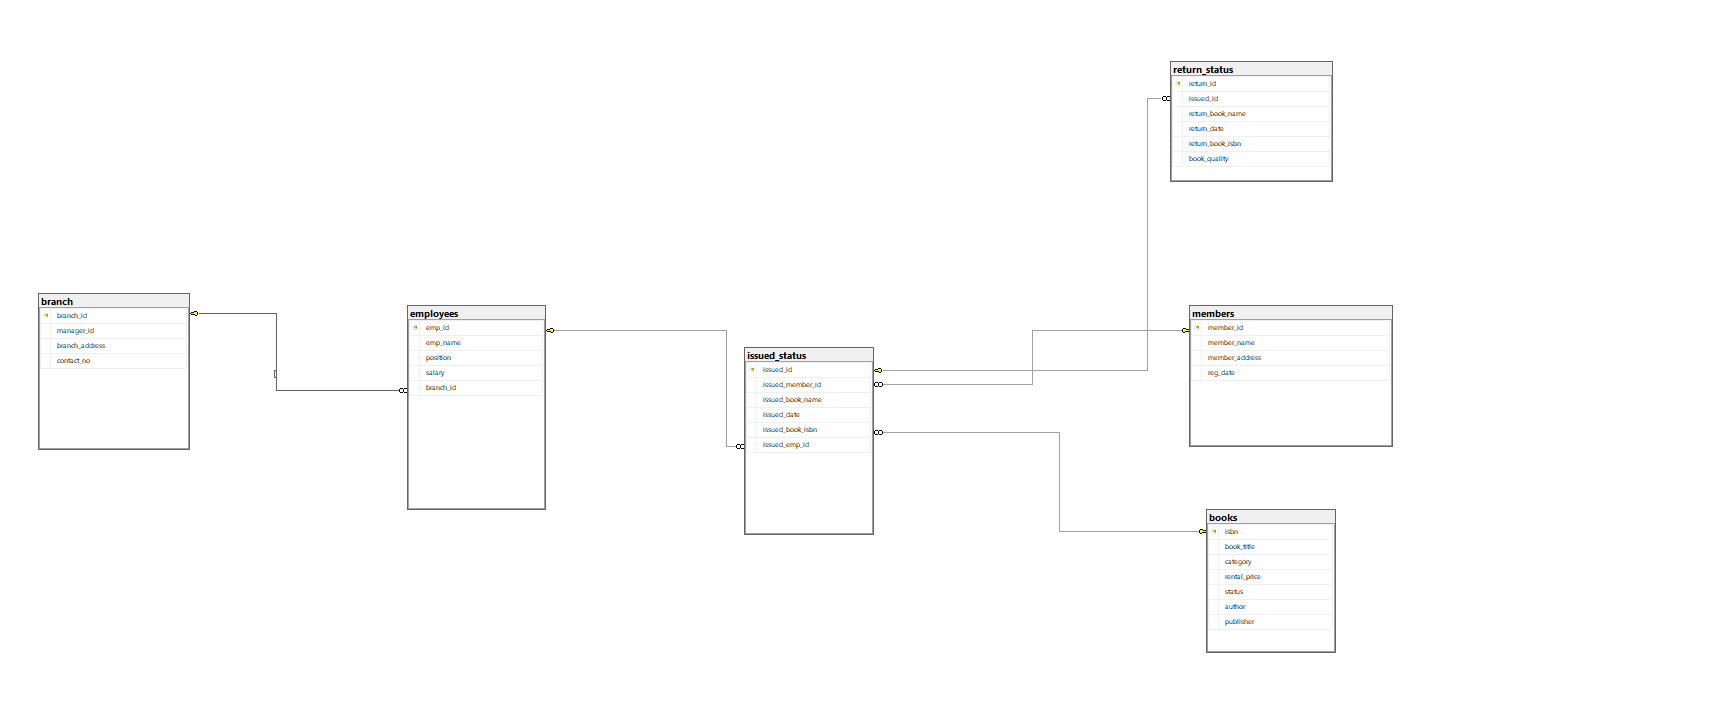 return_status
return_id
issued_id
return_book_name
return_date
return_book_isbn
book_quality
branch
branch_id
manager_id
branch_address
contact_no
employees
emp_id
emp_name
position
salary
branch_id
issued_status
issued_id
issued_member_id
issued_book_name
issued_date
issued_book_isbn
issued_emp_id
members
member_id
member_name
member_address
reg_date
books
isbn
book_title
category
rental_price
status
author
publisher